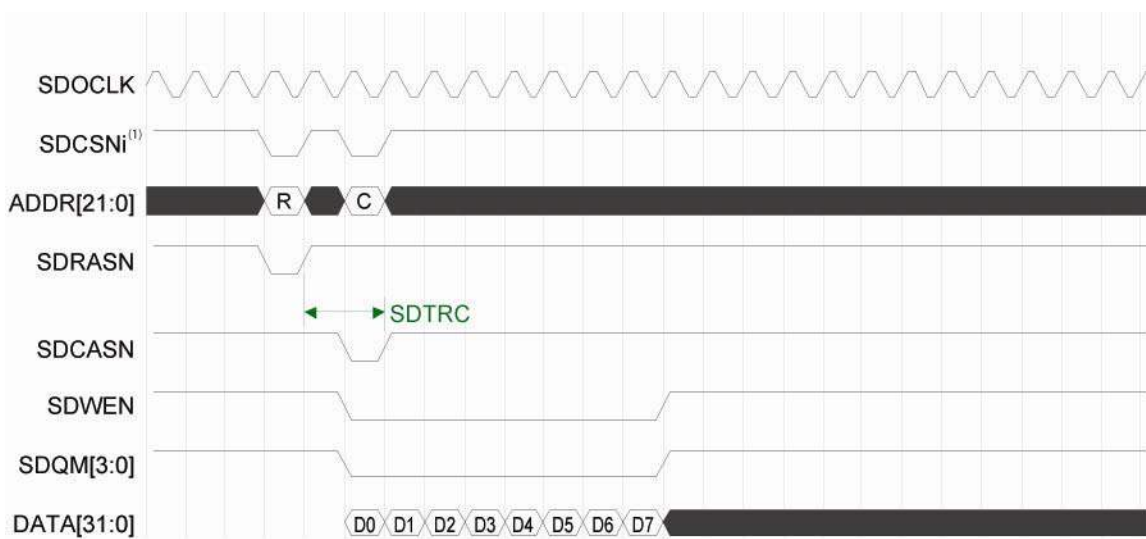 SDOCLK
SDCSNi(1)
ADDR[21:0] R C
SDRASN
SDTRC
SDCASN
SDWEN
SDQM[3:0]
DATA[31:0] D0 D1 D2 D3 D4 D5 D6 D7